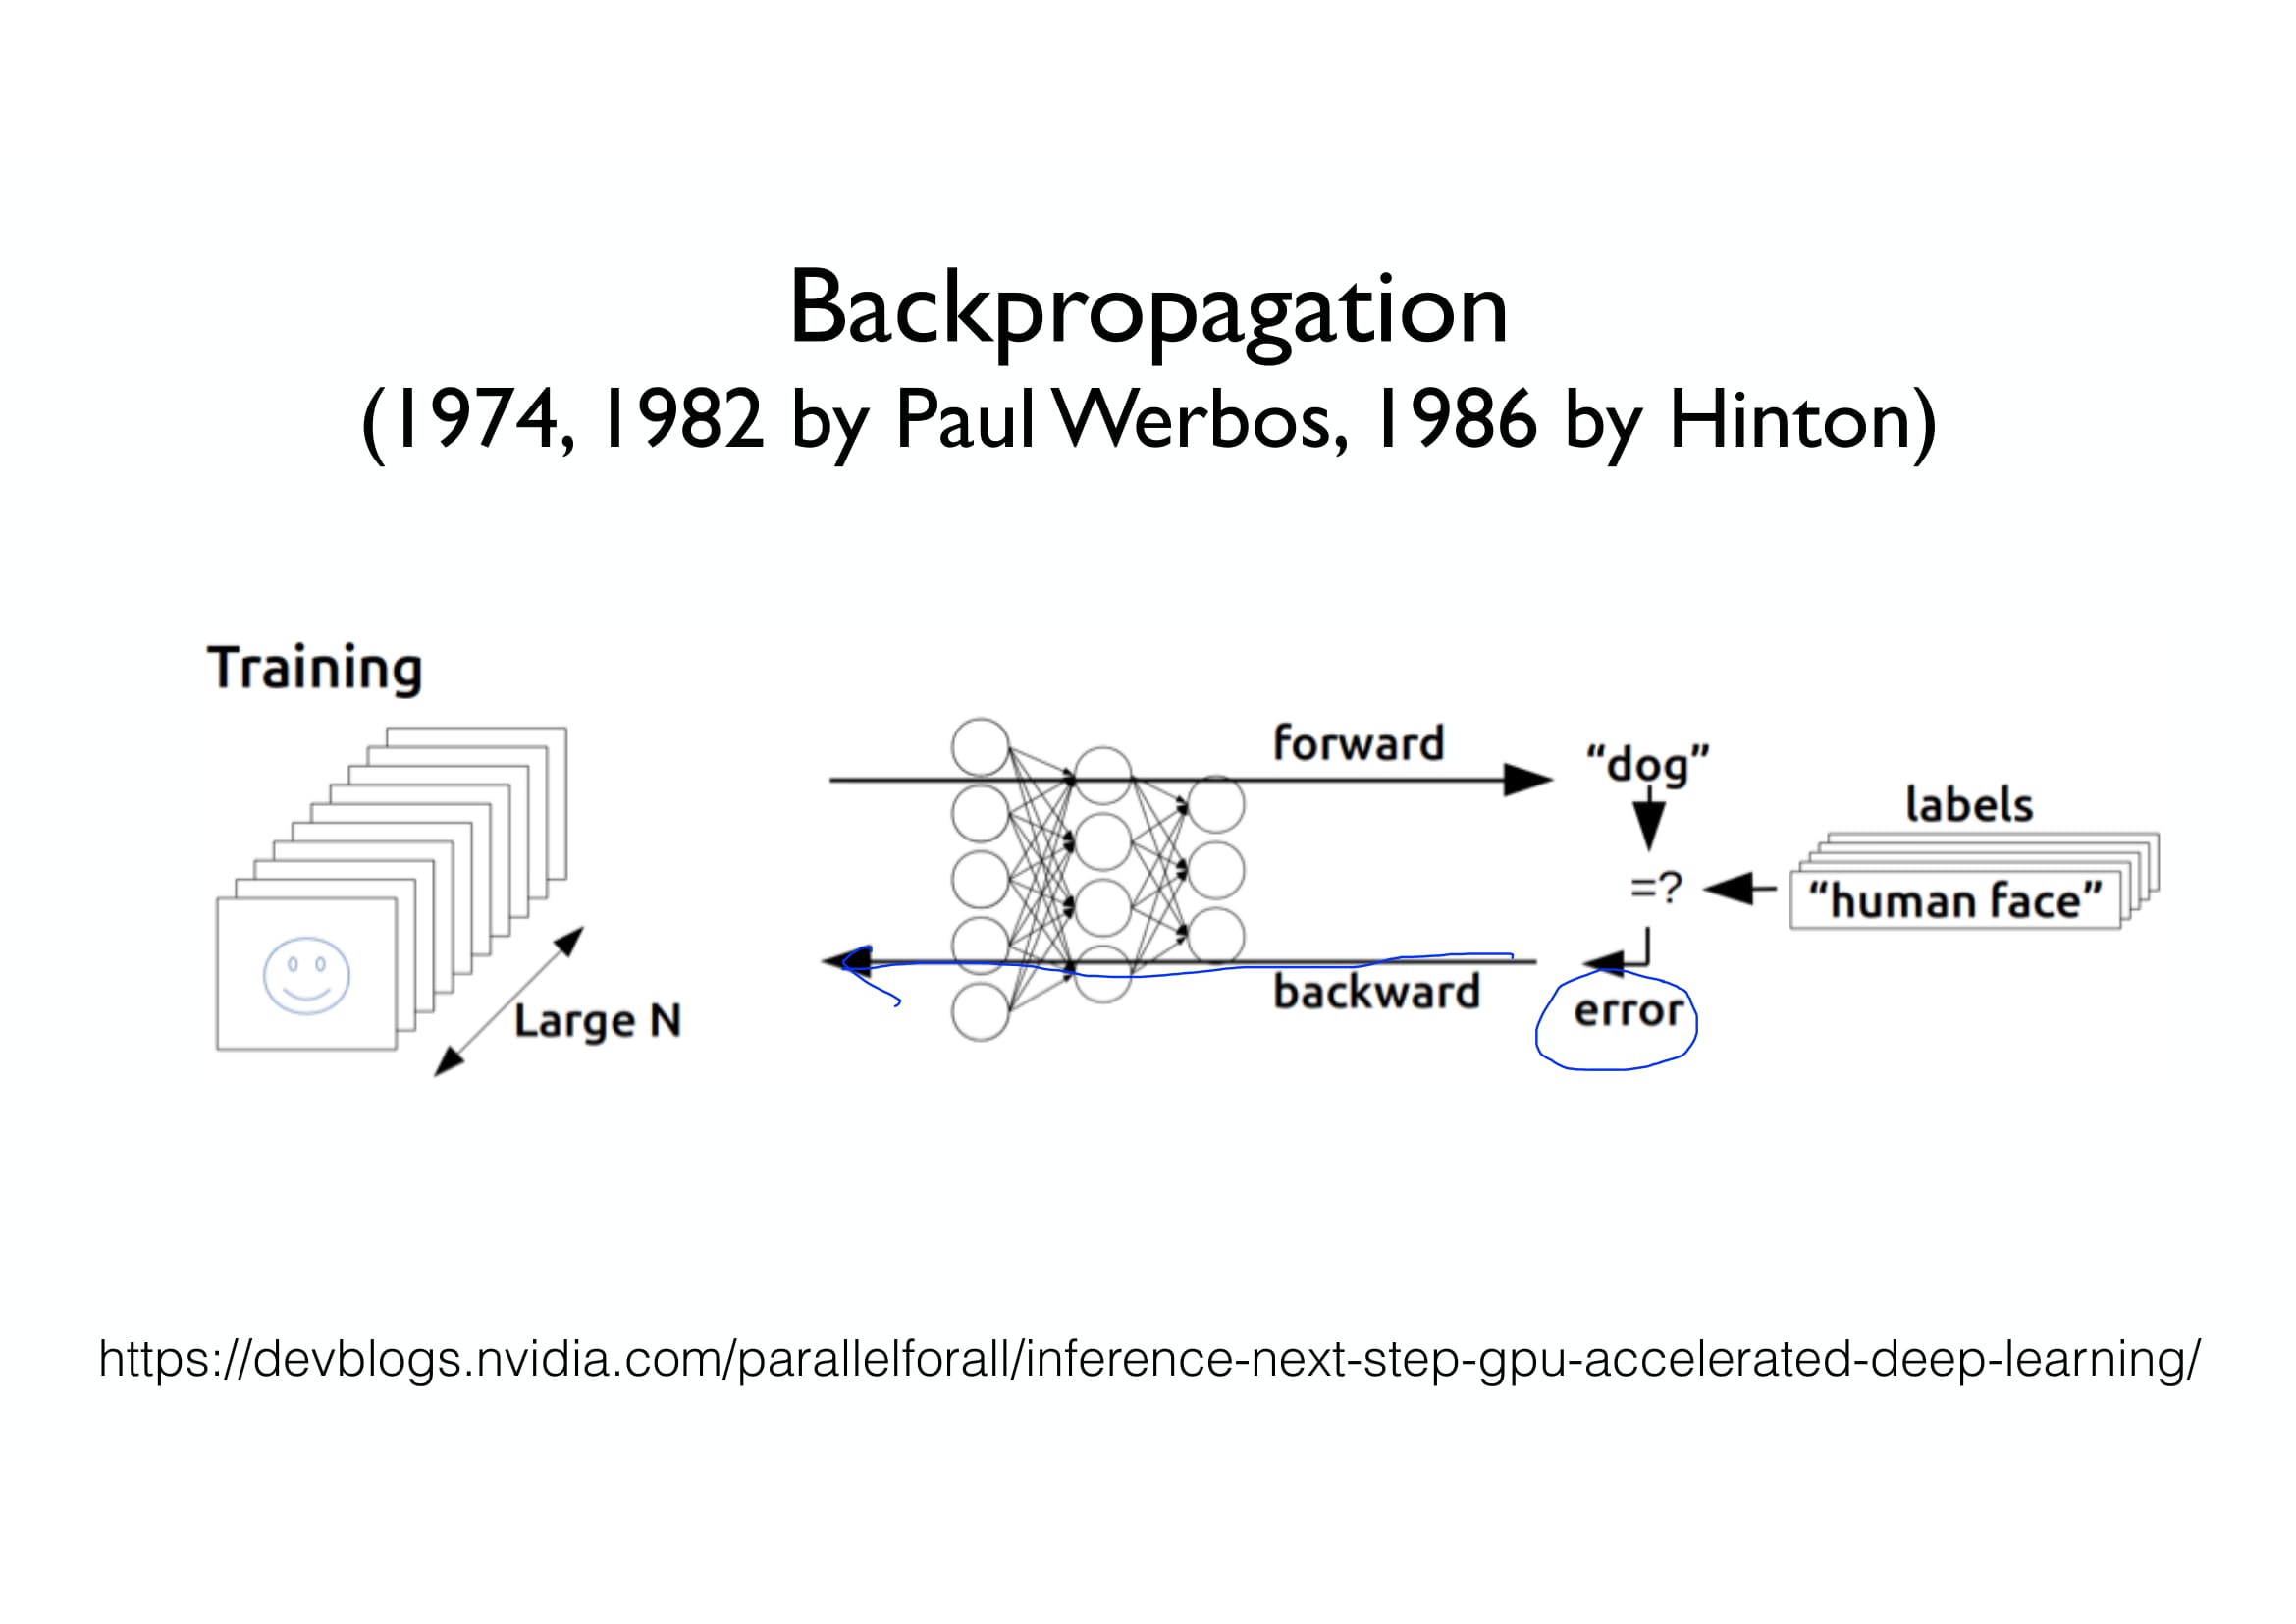 Backpropagation
(1974, 1982 by Paul Werbos, 1986 by Hinton)
Training
Large N
forward
backward
“dog”
=?
error
labels
“human face”
https://devblogs.nvidia.com/parallelforall/inference-next-step-gpu-accelerated-deep-learning/